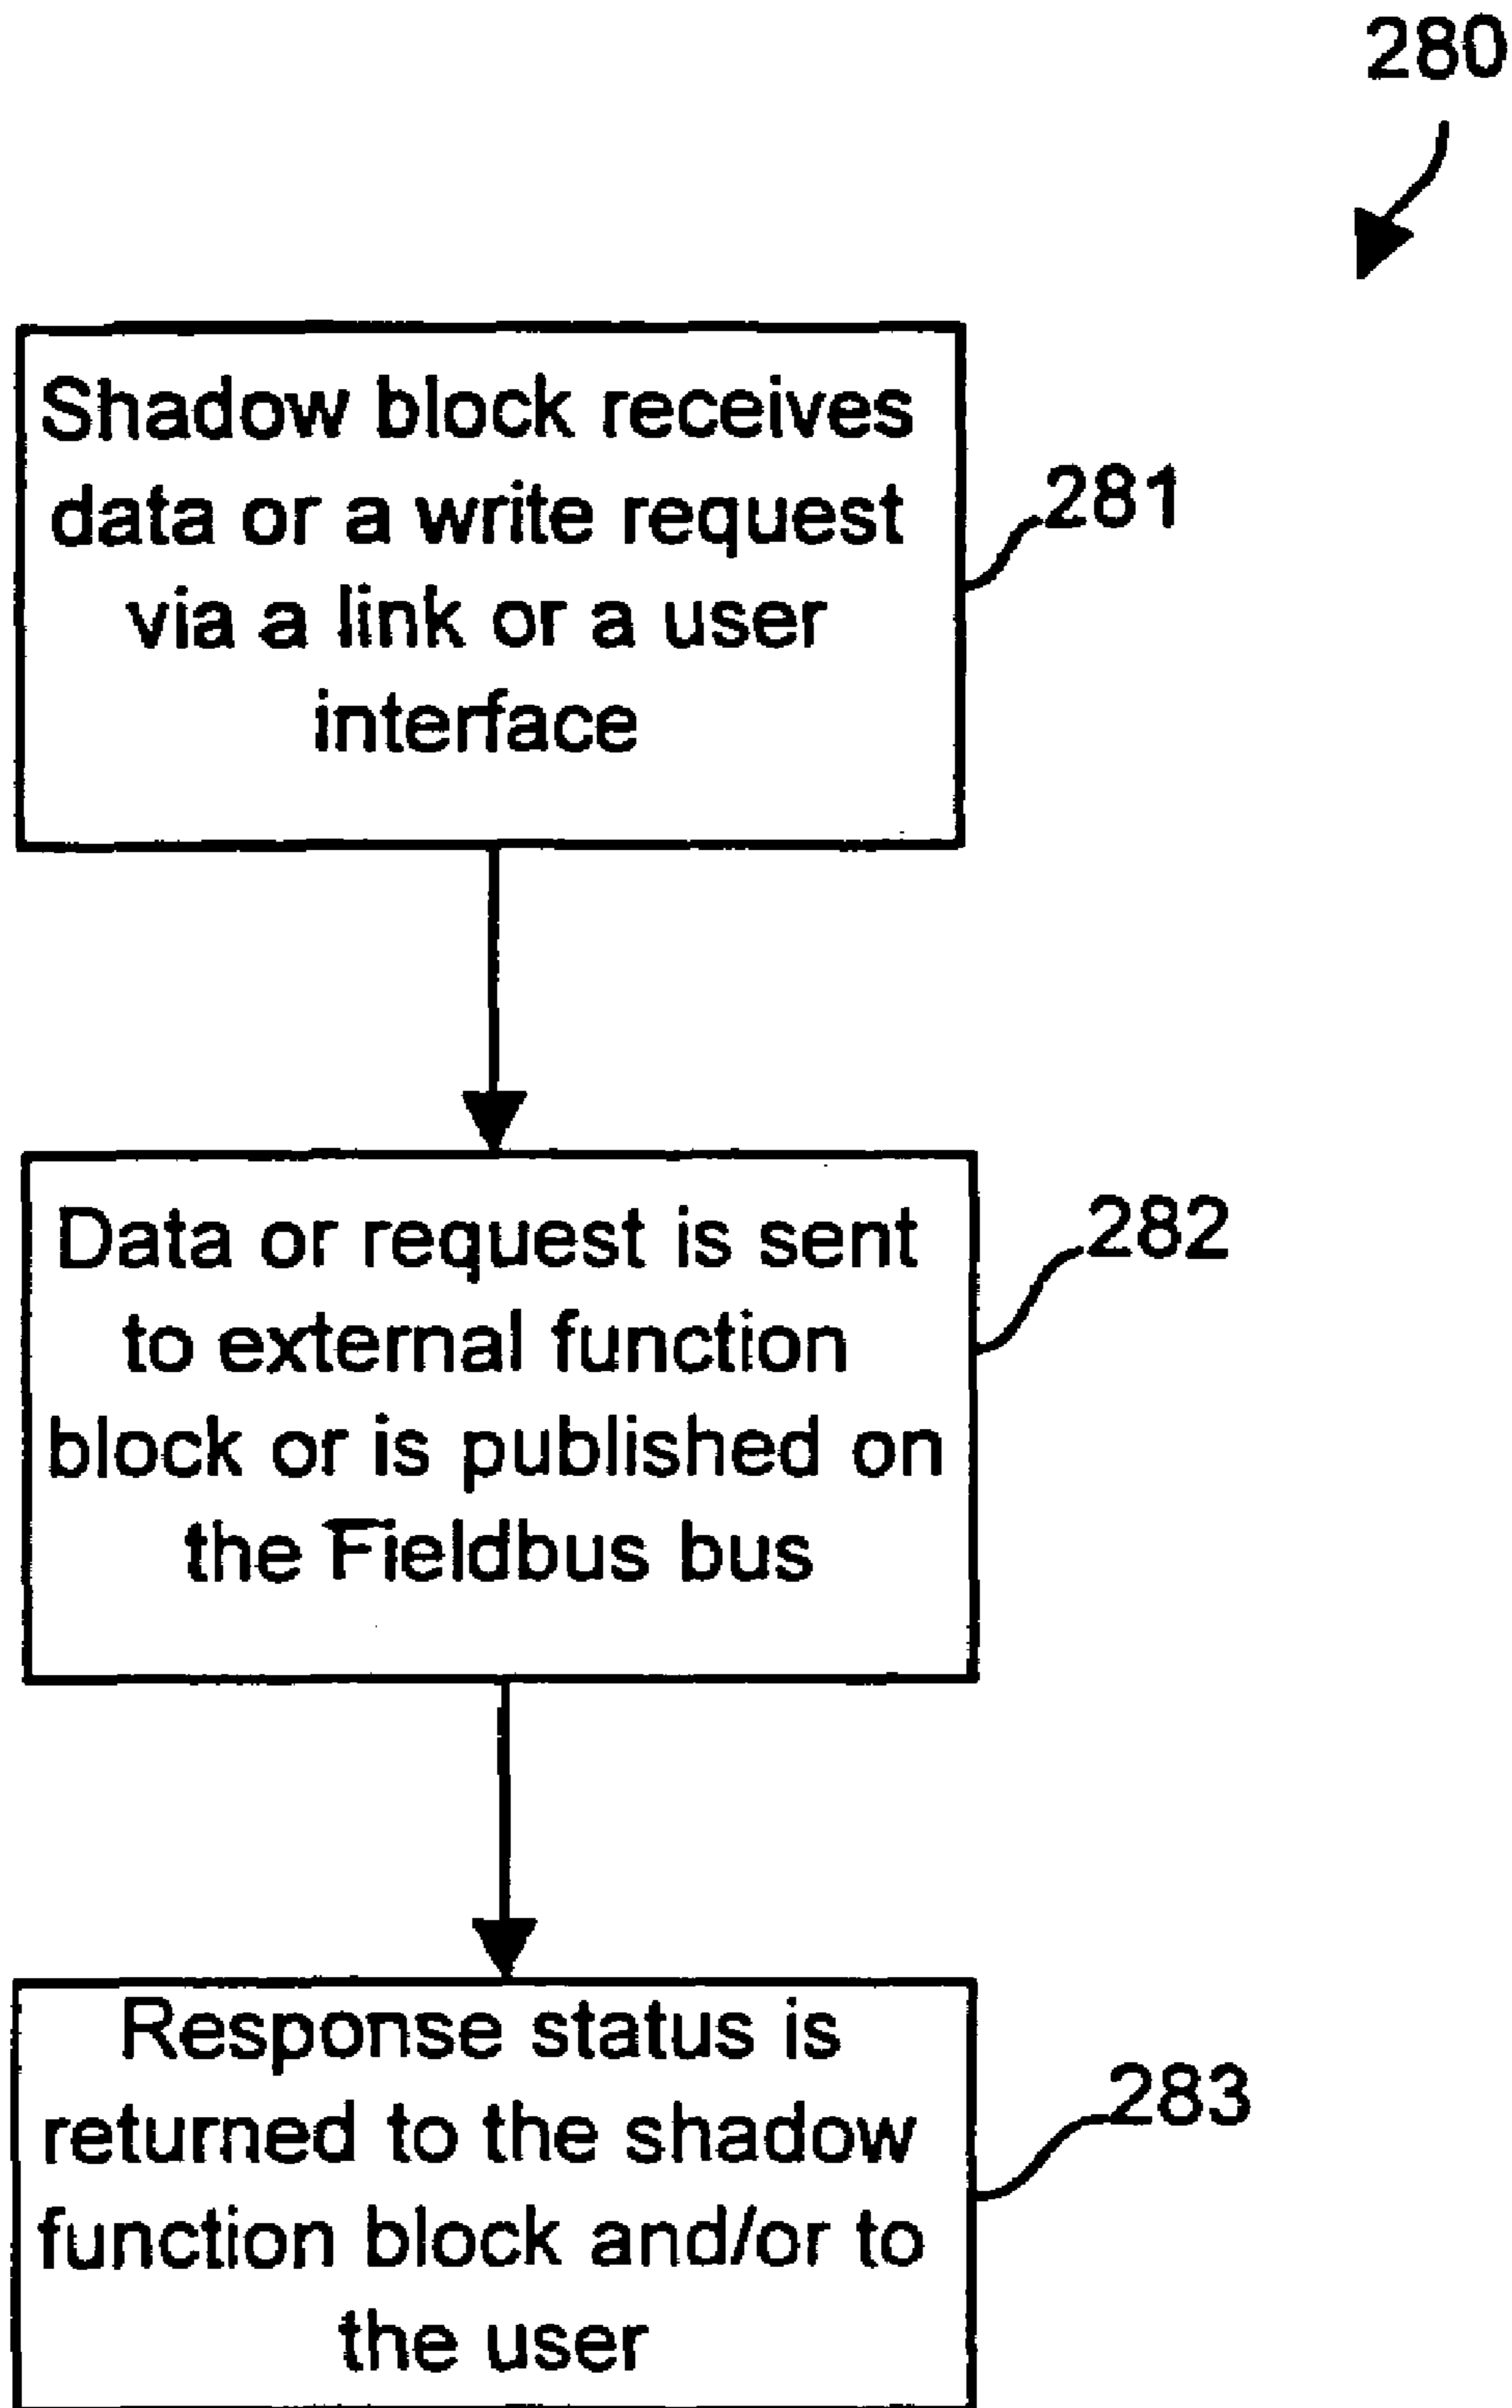 280
Shadow block receives
data or a write request
via a link or a user
interface
281
Data or request is sent
to external function
block or is published on
the Fieldbus bus
282
Response status is
returned to the shadow
function block and/or to
the user
283